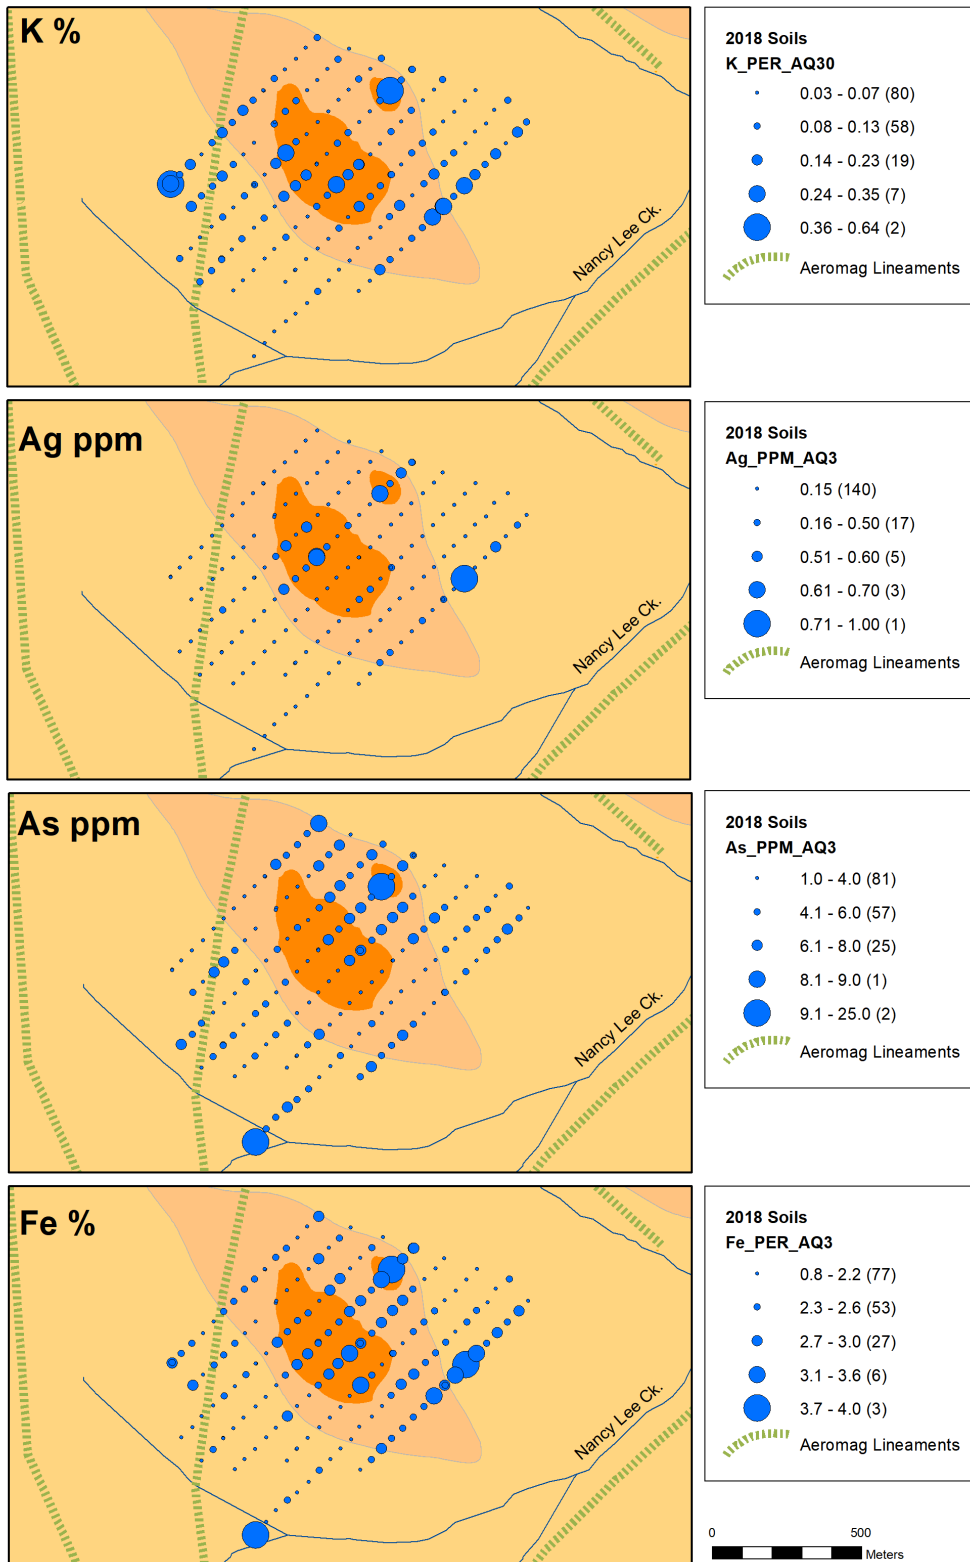 K %
Nancy Lee Ck.
2018 Soils
K_PER_AQ30
0.03 - 0.07 (80)
0.08 - 0.13 (58)
0.14 - 0.23 (19)
0.24 - 0.35 (7)
0.36 - 0.64 (2)
Aeromag Lineaments
Ag ppm
Nancy Lee Ck.
2018 Soils
Ag_PPM_AQ3
0.15 (140)
0.16 - 0.50 (17)
0.51 - 0.60 (5)
0.61 - 0.70 (3)
0.71 - 1.00 (1)
Aeromag Lineaments
As ppm
Nancy Lee Ck.
2018 Soils
As_PPM_AQ3
1.0 - 4.0 (81)
4.1 - 6.0 (57)
6.1 - 8.0 (25)
8.1 - 9.0 (1)
9.1 - 25.0 (2)
Aeromag Lineaments
Fe %
Nancy Lee Ck.
2018 Soils
Fe_PER_AQ3
0.8 - 2.2 (77)
2.3 - 2.6 (53)
2.7 - 3.0 (27)
3.1 - 3.6 (6)
3.7 - 4.0 (3)
Aeromag Lineaments
0 500
Meters